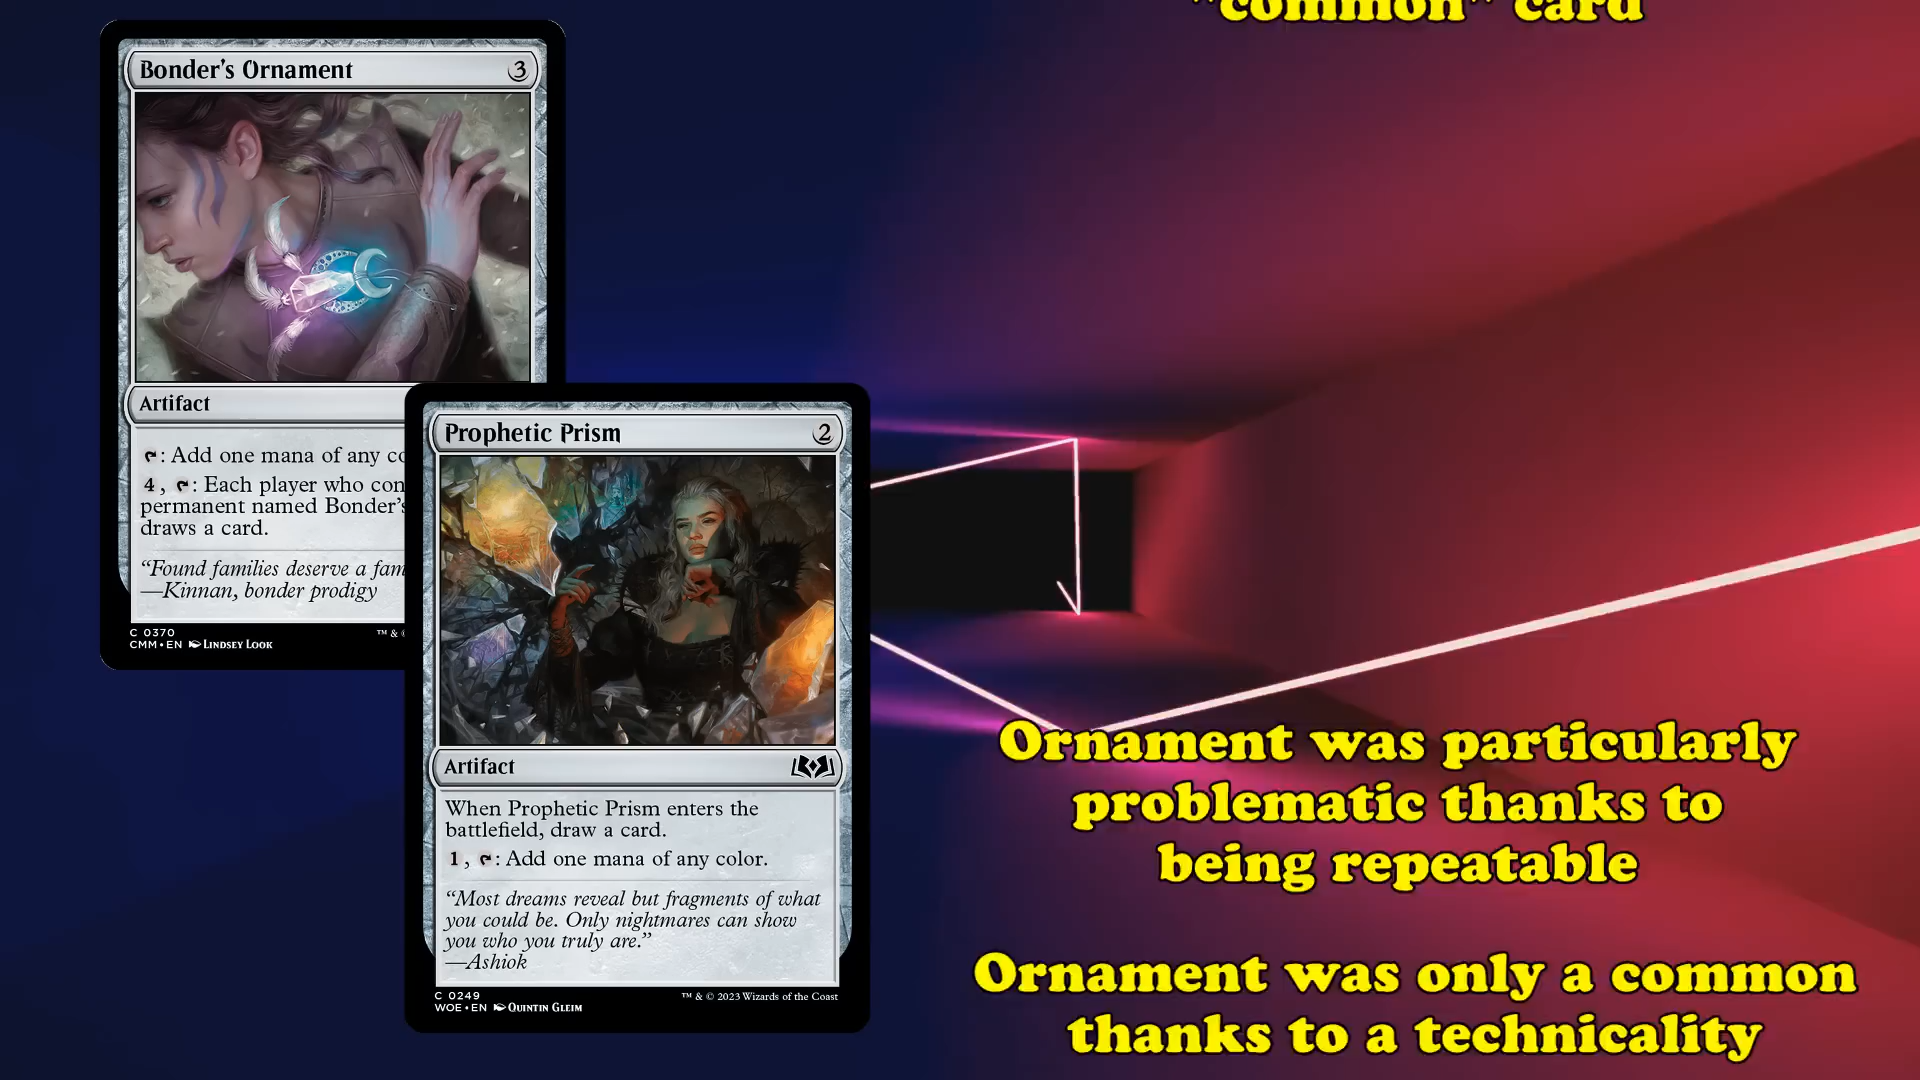 "common" card
Bonder's Ornament 3
Artifact
: Add one mana of any co
4, : Each player who con
permanent named Bonder's
draws a card.
“Found families deserve a fam
—Kinnan, bonder prodigy
C 0370
CMM • EN Lindsey Look
™ & ©
Prophetic Prism 2
Artifact
When Prophetic Prism enters the
battlefield, draw a card.
1, : Add one mana of any color.
“Most dreams reveal but fragments of what
you could be. Only nightmares can show
you who you truly are.”
—Ashiok
C 0249
WOE • EN Quintin Gleim
™ & © 2023 Wizards of the Coast
Ornament was particularly
problematic thanks to
being repeatable
Ornament was only a common
thanks to a technicality